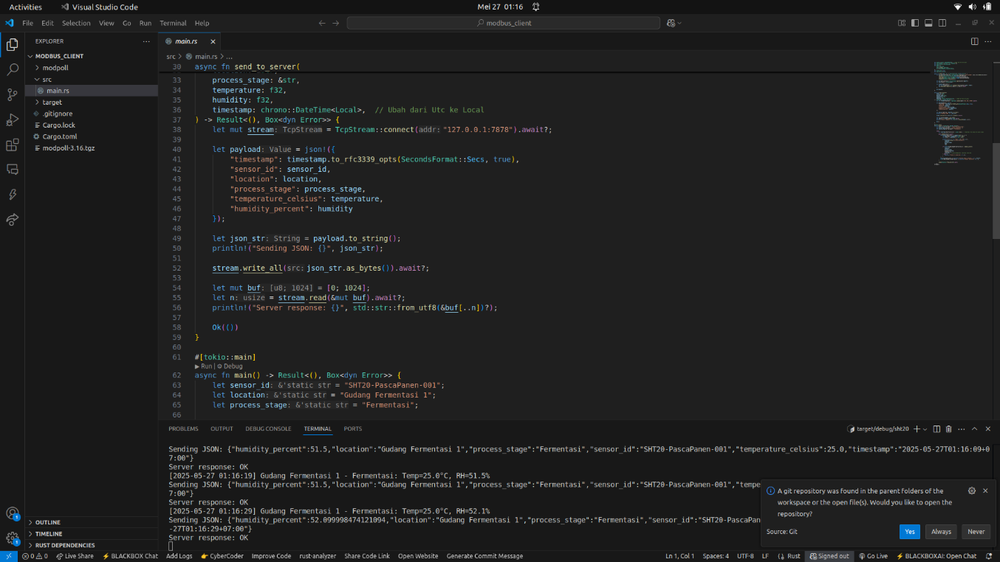 Activities
Visual Studio Code
Mei 27 01:16
File Edit Selection View Go Run Terminal Help
modbus_client
EXPLORER
MODBUS_CLIENT
modpoll
src
main.rs
target
.gitignore
Cargo.lock
Cargo.toml
modpoll-3.16.tgz
OUTLINE
TIMELINE
RUST DEPENDENCIES
main.rs
src > main.rs > ...
30 async fn send_to_server(
33 process_stage: &str,
34 temperature: f32,
35 humidity: f32,
36 timestamp: chrono::DateTime<Local>, // Ubah dari Utc ke Local
37 ) -> Result<(), Box<dyn Error>> {
38 let mut stream: TcpStream = TcpStream::connect(addr: "127.0.0.1:7878").await?;
39
40 let payload: Value = json!({
41 "timestamp": timestamp.to_rfc3339_opts(SecondsFormat::Secs, true),
42 "sensor_id": sensor_id,
43 "location": location,
44 "process_stage": process_stage,
45 "temperature_celsius": temperature,
46 "humidity_percent": humidity
47 });
48
49 let json_str: String = payload.to_string();
50 println!("Sending JSON: {}", json_str);
51
52 stream.write_all(src: json_str.as_bytes()).await?;
53
54 let mut buf: [u8; 1024] = [0; 1024];
55 let n: usize = stream.read(&mut buf).await?;
56 println!("Server response: {}", std::str::from_utf8(&buf[..n])?);
57
58 Ok(())
59 }
60
61 #[tokio::main]
Run | Debug
62 async fn main() -> Result<(), Box<dyn Error>> {
63 let sensor_id: &'static str = "SHT20-PascaPanen-001";
64 let location: &'static str = "Gudang Fermentasi 1";
65 let process_stage: &'static str = "Fermentasi";
66
PROBLEMS OUTPUT DEBUG CONSOLE TERMINAL PORTS
target/debug/sht20
Sending JSON: {"humidity_percent":51.5,"location":"Gudang Fermentasi 1","process_stage":"Fermentasi","sensor_id":"SHT20-PascaPanen-001","temperature_celsius":25.0,"timestamp":"2025-05-27T01:16:09+0
7:00"}
Server response: OK
[2025-05-27 01:16:19] Gudang Fermentasi 1 - Fermentasi: Temp=25.0°C, RH=51.5%
Sending JSON: {"humidity_percent":51.5,"location":"Gudang Fermentasi 1","process_stage":"Fermentasi","sensor_id":"SHT20-PascaPanen-001","tempe
7:00"}
Server response: OK
[2025-05-27 01:16:29] Gudang Fermentasi 1 - Fermentasi: Temp=25.0°C, RH=52.1%
Sending JSON: {"humidity_percent":52.099998474121094,"location":"Gudang Fermentasi 1","process_stage":"Fermentasi","sensor_id":"SHT20-PascaPan
-27T01:16:29+07:00"}
Server response: OK
A git repository was found in the parent folders of the
workspace or the open file(s). Would you like to open the
repository?
Source: Git
Yes Always Never
0 0 Live Share BLACKBOX Chat Add Logs CyberCoder Improve Code rust-analyzer Share Code Link Open Website Generate Commit Message
Ln 1, Col 1 Spaces: 4 UTF-8 LF Rust Signed out Go Live BLACKBOXAI: Open Chat